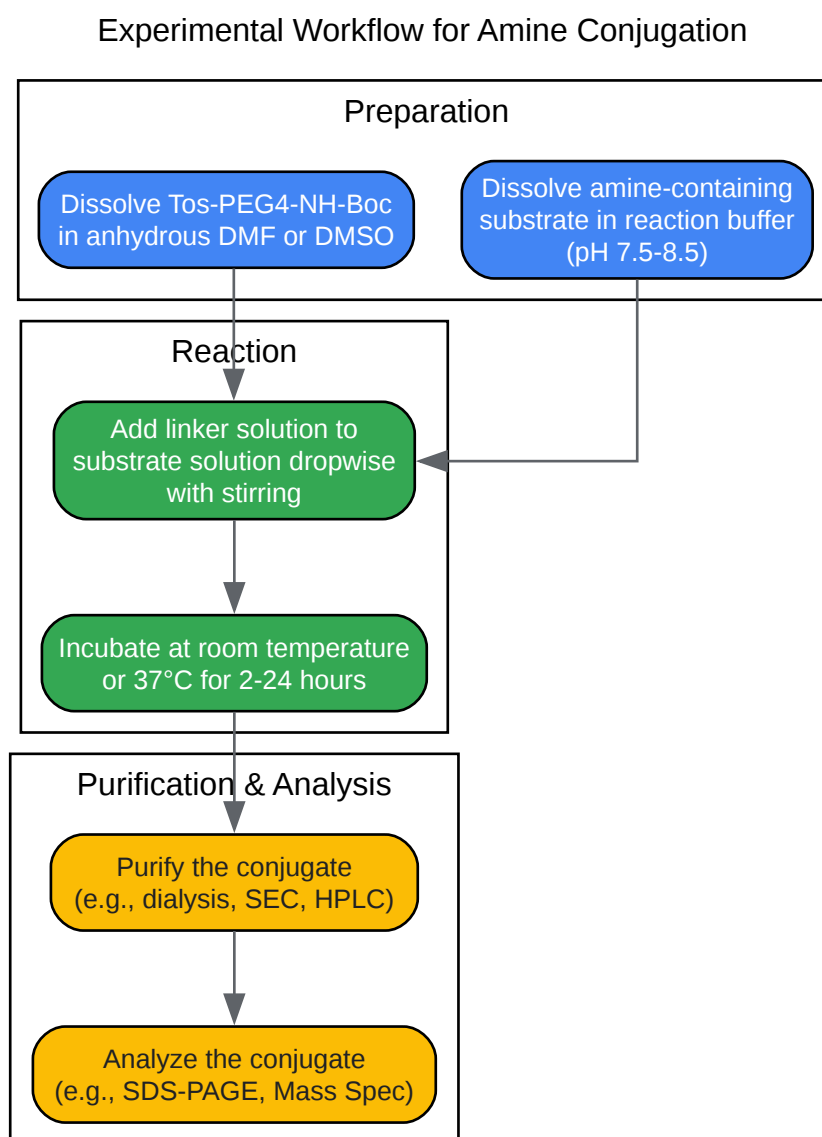 Experimental Workflow for Amine Conjugation
Preparation
Dissolve Tos-PEG4-NH-Boc
in anhydrous DMF or DMSO
Dissolve amine-containing
substrate in reaction buffer
(pH 7.5-8.5)
Reaction
Add linker solution to
substrate solution dropwise
with stirring
Incubate at room temperature
or 37°C for 2-24 hours
Purification & Analysis
Purify the conjugate
(e.g., dialysis, SEC, HPLC)
Analyze the conjugate
(e.g., SDS-PAGE, Mass Spec)